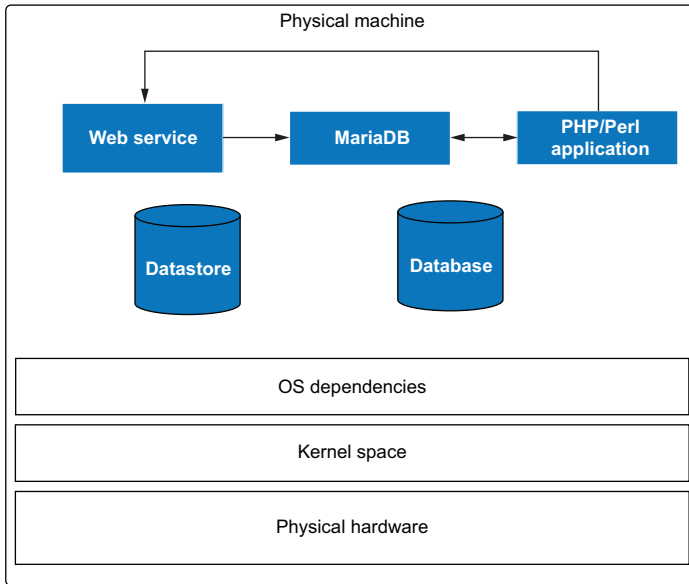 Physical machine
Web service
MariaDB
PHP/Perl
application
Datastore
Database
OS dependencies
Kernel space
Physical hardware